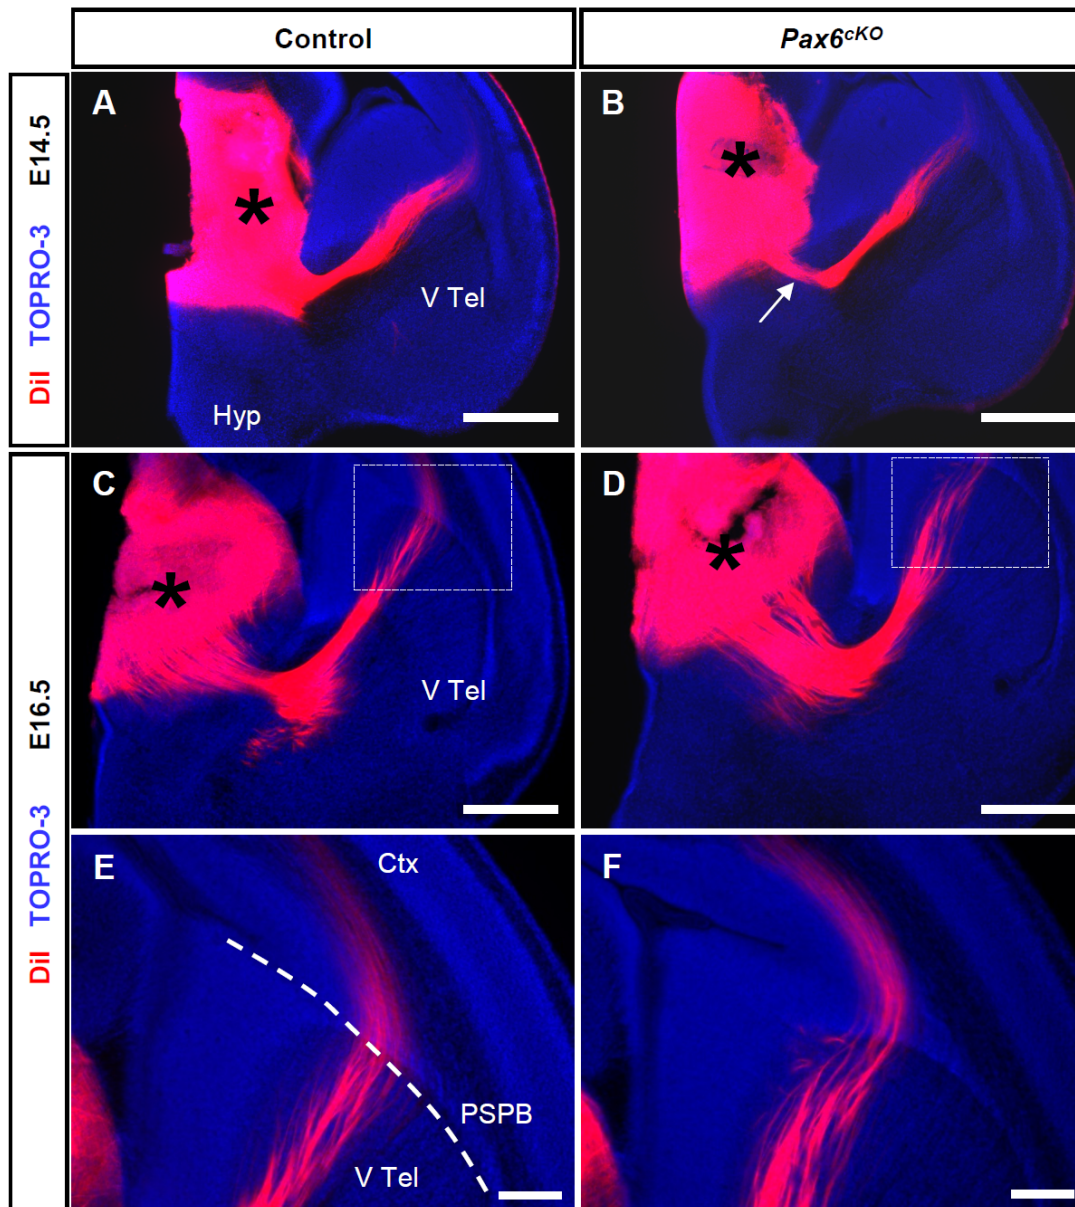 Control
Pax6cKO
DiI TOPRO-3 E14.5
A
B
*
*
V Tel
Hyp
DiI TOPRO-3 E16.5
C
D
*
*
V Tel
E
F
Ctx
PSPB
V Tel